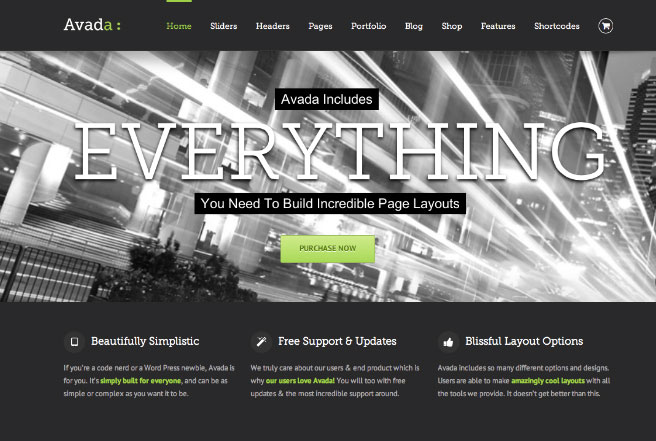 Avada :
Home Sliders Headers Pages Portfolio Blog Shop Features Shortcodes
Avada Includes
EVERYTHING
You Need To Build Incredible Page Layouts
PURCHASE NOW
Beautifully Simplistic
If you're a code nerd or a Word Press newbie, Avada is
for you. It's simply built for everyone, and can be as
simple or complex as you want it to be.
Free Support & Updates
We truly care about our users & end product which is
why our users love Avada! You will too with free
updates & the most incredible support around.
Blissful Layout Options
Avada includes so many different options and designs.
Users are able to make amazingly cool layouts with all
the tools we provide. It doesn't get better than this.